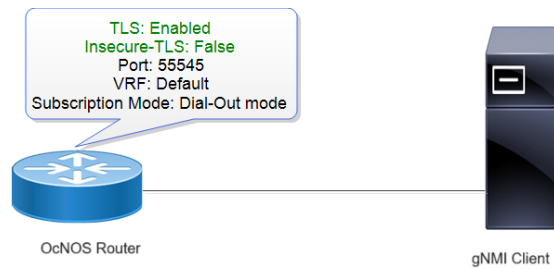 TLS: Enabled
Insecure-TLS: False
Port: 55545
VRF: Default
Subscription Mode: Dial-Out mode
OcNOS Router
gNMI Client